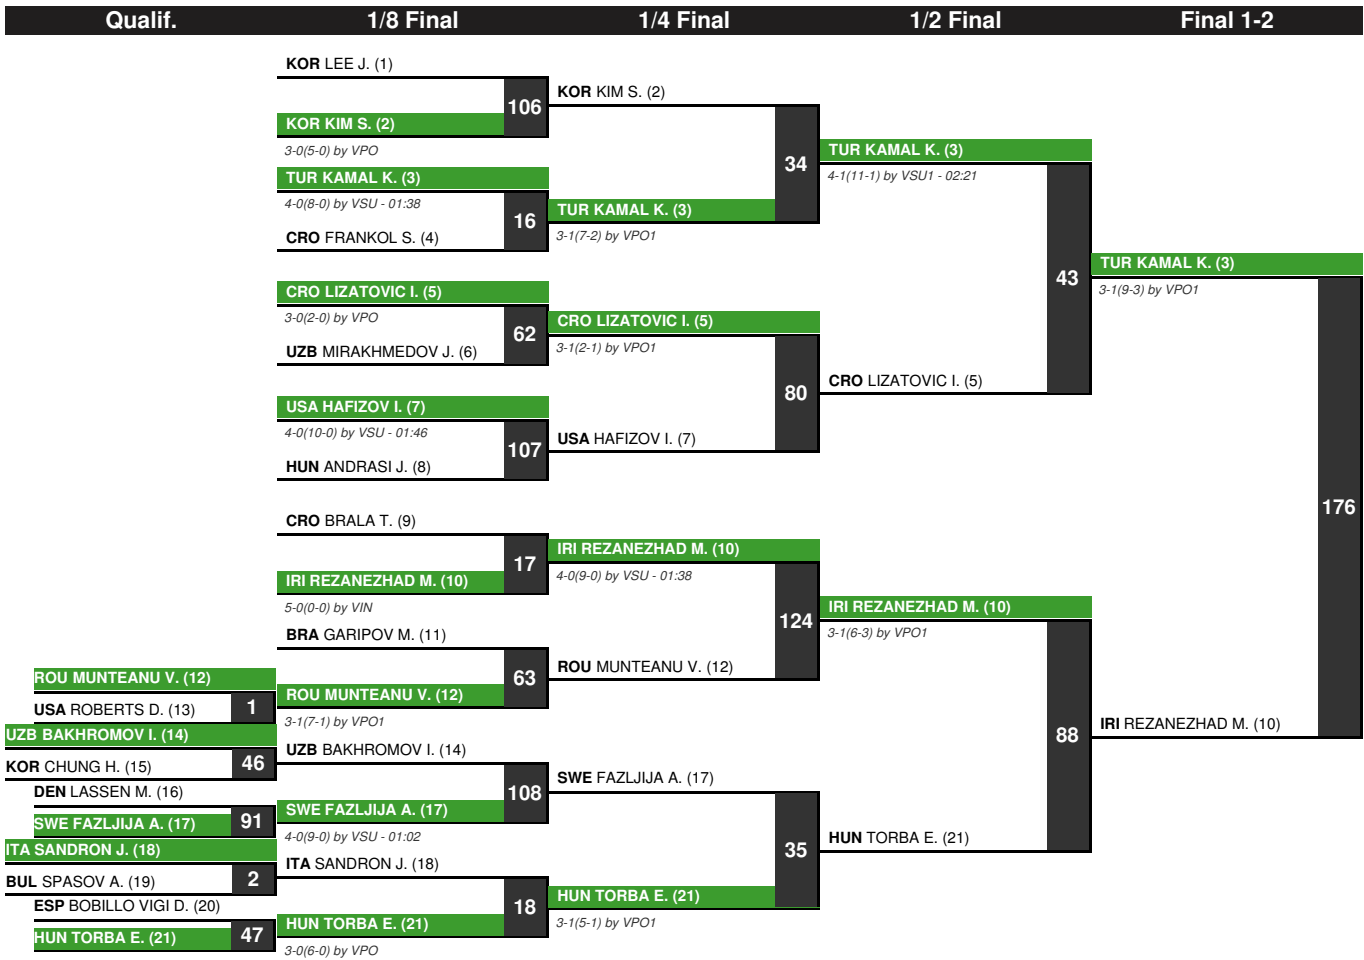 Qualif. 1/8 Final 1/4 Final 1/2 Final Final 1-2
KOR LEE J. (1)
106
KOR KIM S. (2)
3-0(5-0) by VPO
TUR KAMAL K. (3)
4-0(8-0) by VSU - 01:38
16
CRO FRANKOL S. (4)
CRO LIZATOVIC I. (5)
3-0(2-0) by VPO
62
UZB MIRAKHMEDOV J. (6)
USA HAFIZOV I. (7)
4-0(10-0) by VSU - 01:46
107
HUN ANDRASI J. (8)
CRO BRALA T. (9)
17
IRI REZANEZHAD M. (10)
5-0(0-0) by VIN
BRA GARIPOV M. (11)
63
ROU MUNTEANU V. (12)
3-1(7-1) by VPO1
UZB BAKHROMOV I. (14)
108
SWE FAZLJIJA A. (17)
4-0(9-0) by VSU - 01:02
ITA SANDRON J. (18)
18
HUN TORBA E. (21)
3-0(6-0) by VPO
ROU MUNTEANU V. (12)
1
USA ROBERTS D. (13)
UZB BAKHROMOV I. (14)
46
KOR CHUNG H. (15)
DEN LASSEN M. (16)
91
SWE FAZLJIJA A. (17)
ITA SANDRON J. (18)
2
BUL SPASOV A. (19)
ESP BOBILLO VIGI D. (20)
47
HUN TORBA E. (21)
KOR KIM S. (2)
34
TUR KAMAL K. (3)
3-1(7-2) by VPO1
CRO LIZATOVIC I. (5)
3-1(2-1) by VPO1
80
USA HAFIZOV I. (7)
IRI REZANEZHAD M. (10)
4-0(9-0) by VSU - 01:38
124
ROU MUNTEANU V. (12)
SWE FAZLJIJA A. (17)
35
HUN TORBA E. (21)
3-1(5-1) by VPO1
TUR KAMAL K. (3)
4-1(11-1) by VSU1 - 02:21
43
CRO LIZATOVIC I. (5)
IRI REZANEZHAD M. (10)
3-1(6-3) by VPO1
88
HUN TORBA E. (21)
TUR KAMAL K. (3)
3-1(9-3) by VPO1
176
IRI REZANEZHAD M. (10)